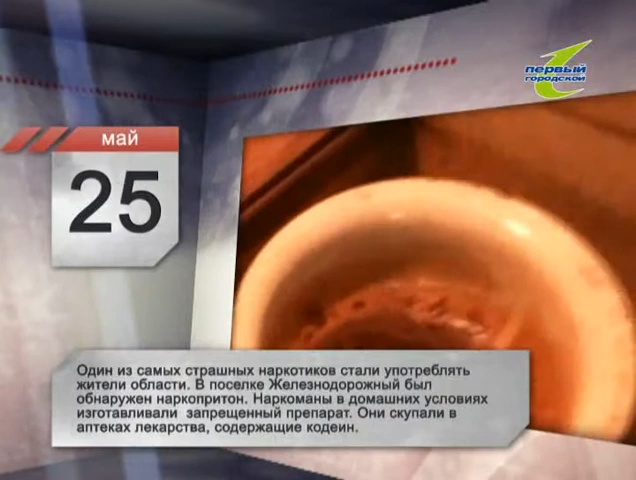 первый
городской
май
25
Один из самых страшных наркотиков стали употреблять
жители области. В поселке Железнодорожный был
обнаружен наркопритон. Наркоманы в домашних условиях
изготавливали запрещенный препарат. Они скупали в
аптеках лекарства, содержащие кодеин.